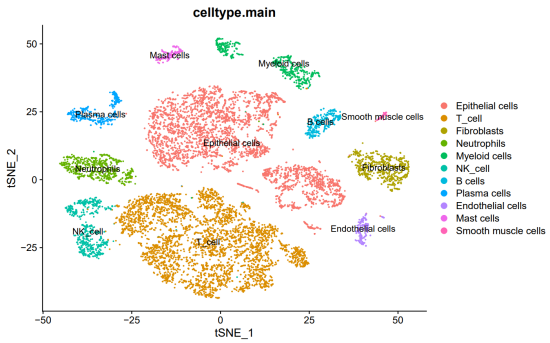 celltype.main
50
25
0
−25
tSNE_2
−50
−25
0
25
50
tSNE_1
Mast cells
Myeloid cells
Plasma cells
B cells
Smooth muscle cells
Epithelial cells
Neutrophils
Fibroblasts
NK_cell
T_cell
Endothelial cells
Epithelial cells
T_cell
Fibroblasts
Neutrophils
Myeloid cells
NK_cell
B cells
Plasma cells
Endothelial cells
Mast cells
Smooth muscle cells